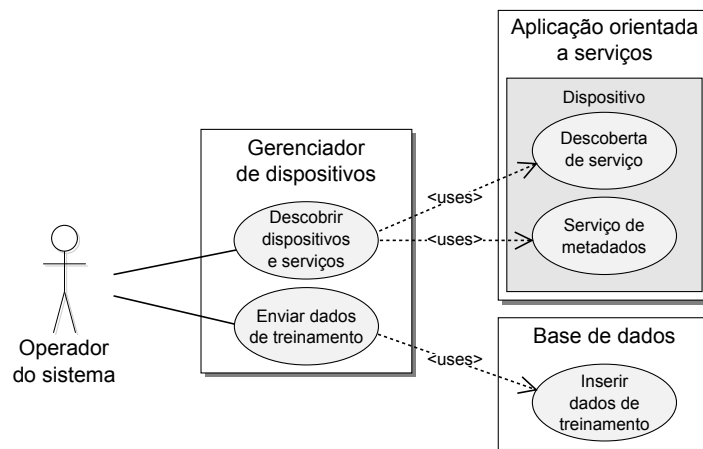 Aplicação orientada
a serviços
Dispositivo
Descoberta
de serviço
Serviço de
metadados
Gerenciador
de dispositivos
Descobrir
dispositivos
e serviços
Enviar dados
de treinamento
<uses>
<uses>
<uses>
Operador
do sistema
Base de dados
Inserir
dados de
treinamento